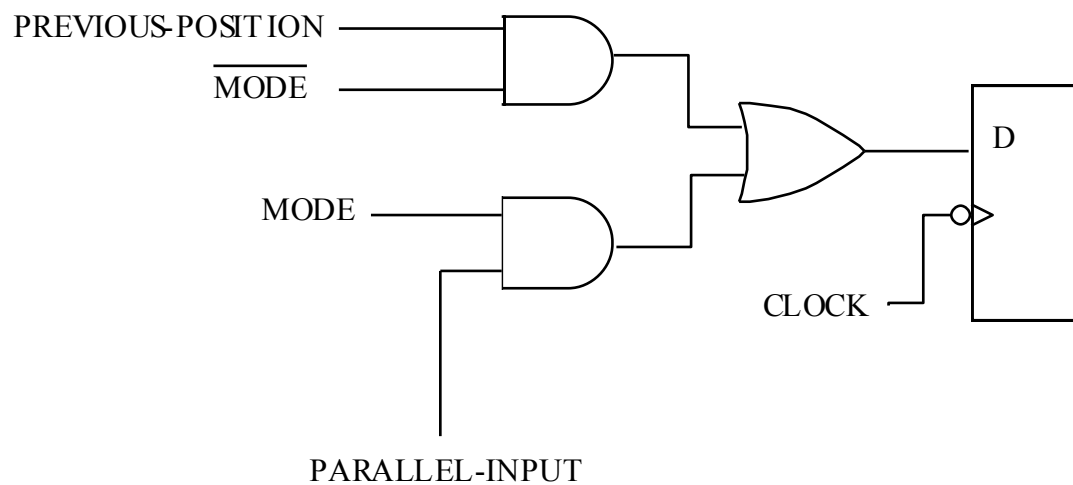 PREVIOUS-POSITION
MODE
MODE
D
CLOCK
PARALLEL-INPUT